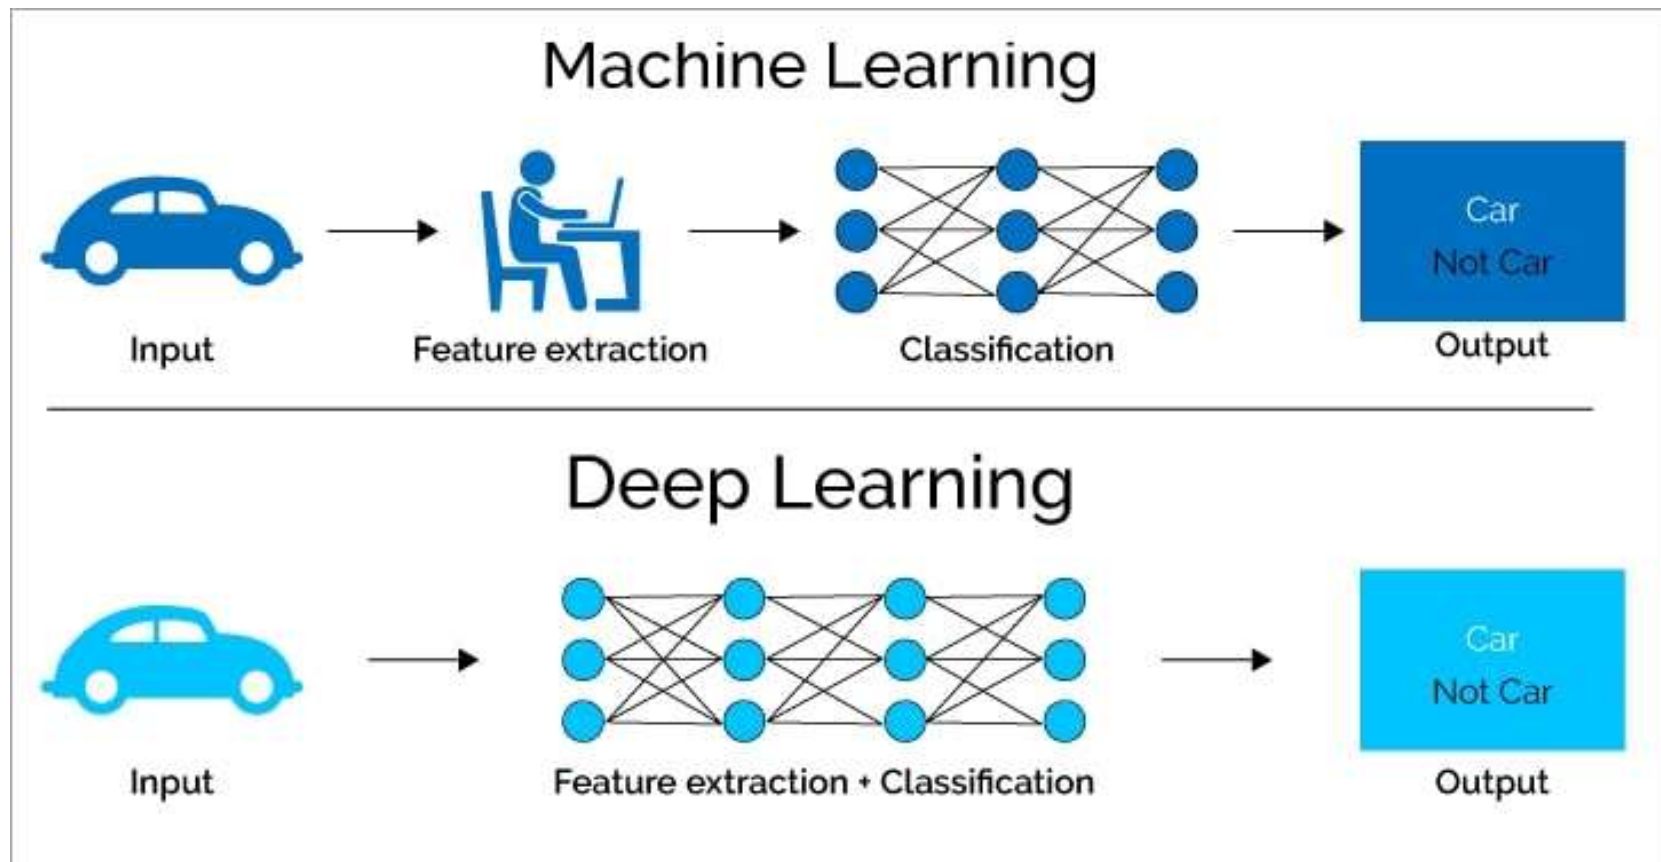 Machine Learning
Car
Not Car
Input
Feature extraction
Classification
Output
Deep Learning
Car
Not Car
Input
Feature extraction + Classification
Output